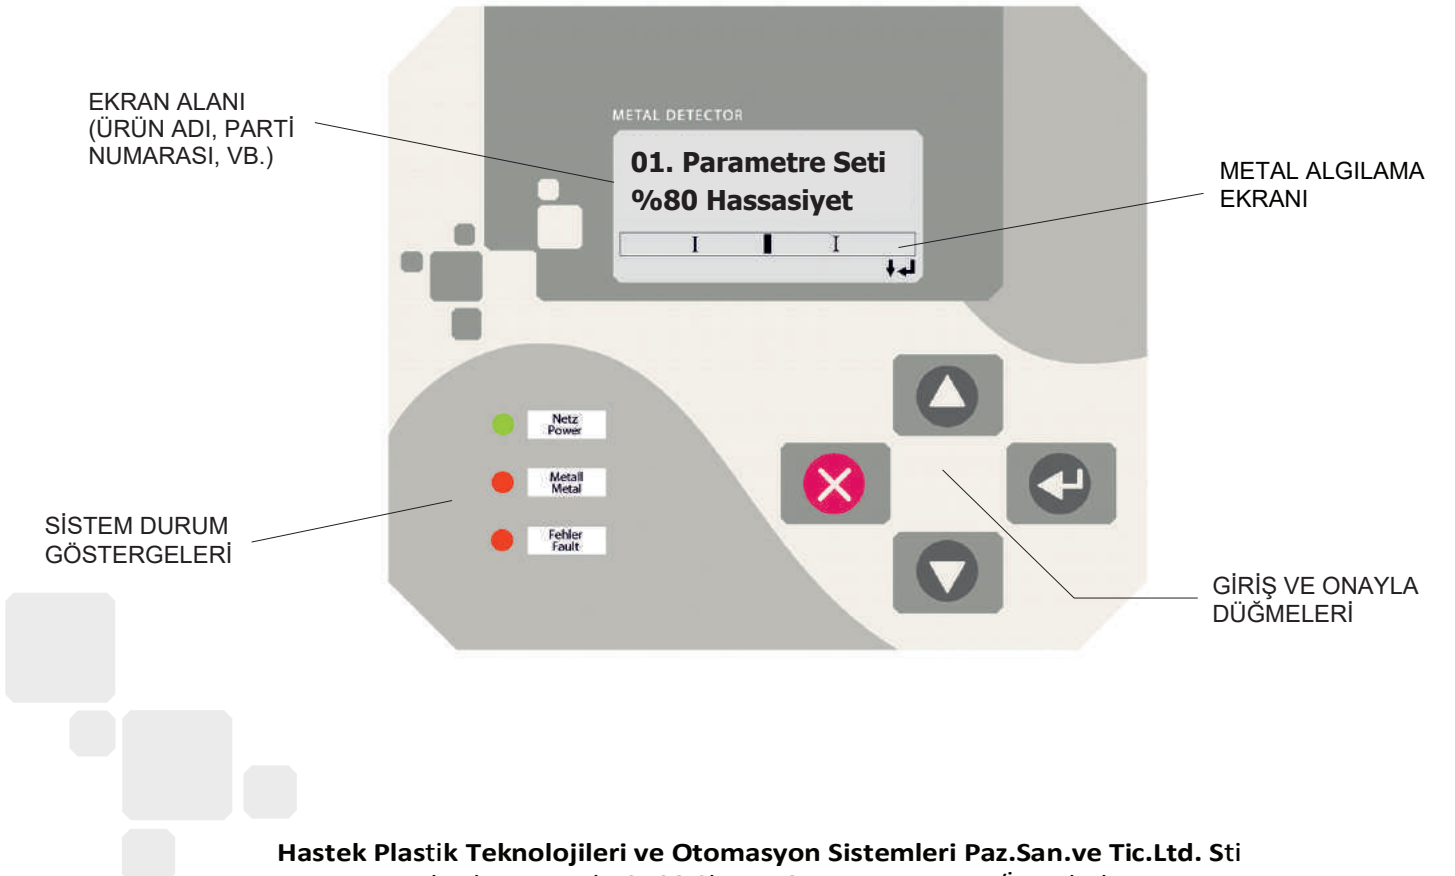 EKRAN ALANI
(ÜRÜN ADI, PARTİ
NUMARASI, VB.)
METAL DETECTOR
01. Parametre Seti
%80 Hassasiyet
METAL ALGILAMA
EKRANI
Netz
Power
Metall
Metal
Fehler
Fault
SİSTEM DURUM
GÖSTERGELERİ
GİRİŞ VE ONAYLA
DÜĞMELERİ
Hastek Plastik Teknolojileri ve Otomasyon Sistemleri Paz.San.ve Tic.Ltd. Sti